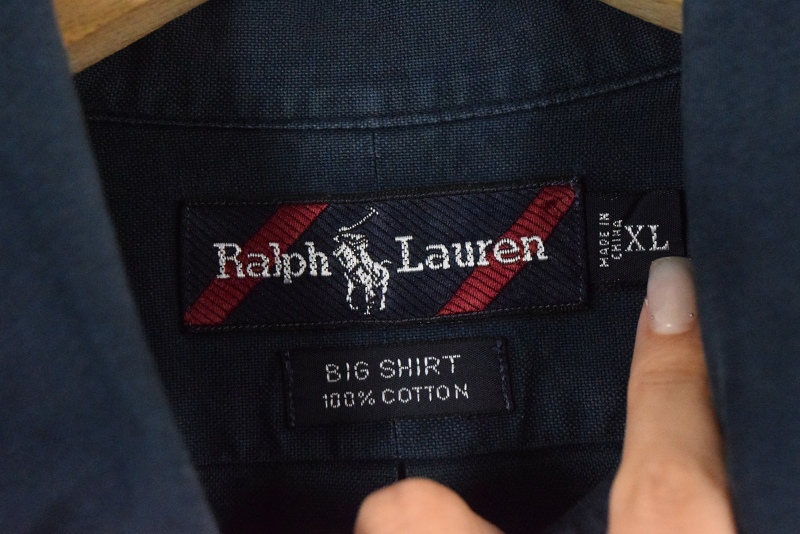 Ralph Lauren
MADE IN
CHINA
XL
BIG SHIRT
100% COTTON